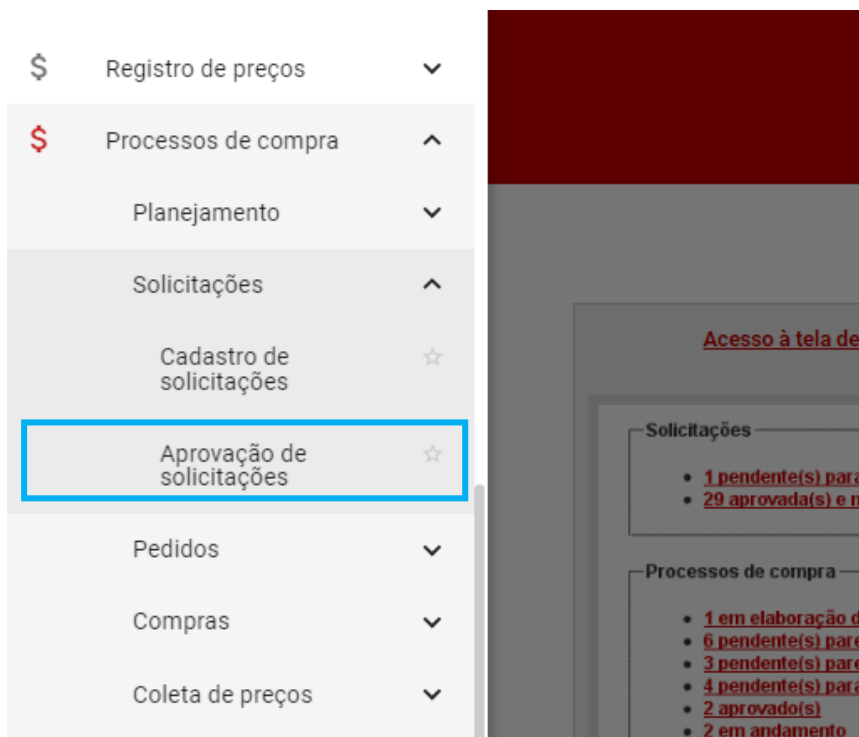 $ Registro de preços
$ Processos de compra
Planejamento
Solicitações
Cadastro de
solicitações
Aprovação de
solicitações
Pedidos
Compras
Coleta de preços
Acesso à tela de
Solicitações
1 pendente(s) para
29 aprovada(s) e
Processos de compra
1 em elaboração
6 pendente(s)
3 pendente(s)
4 pendente(s) para
2 aprovado(s)
2 em andamento